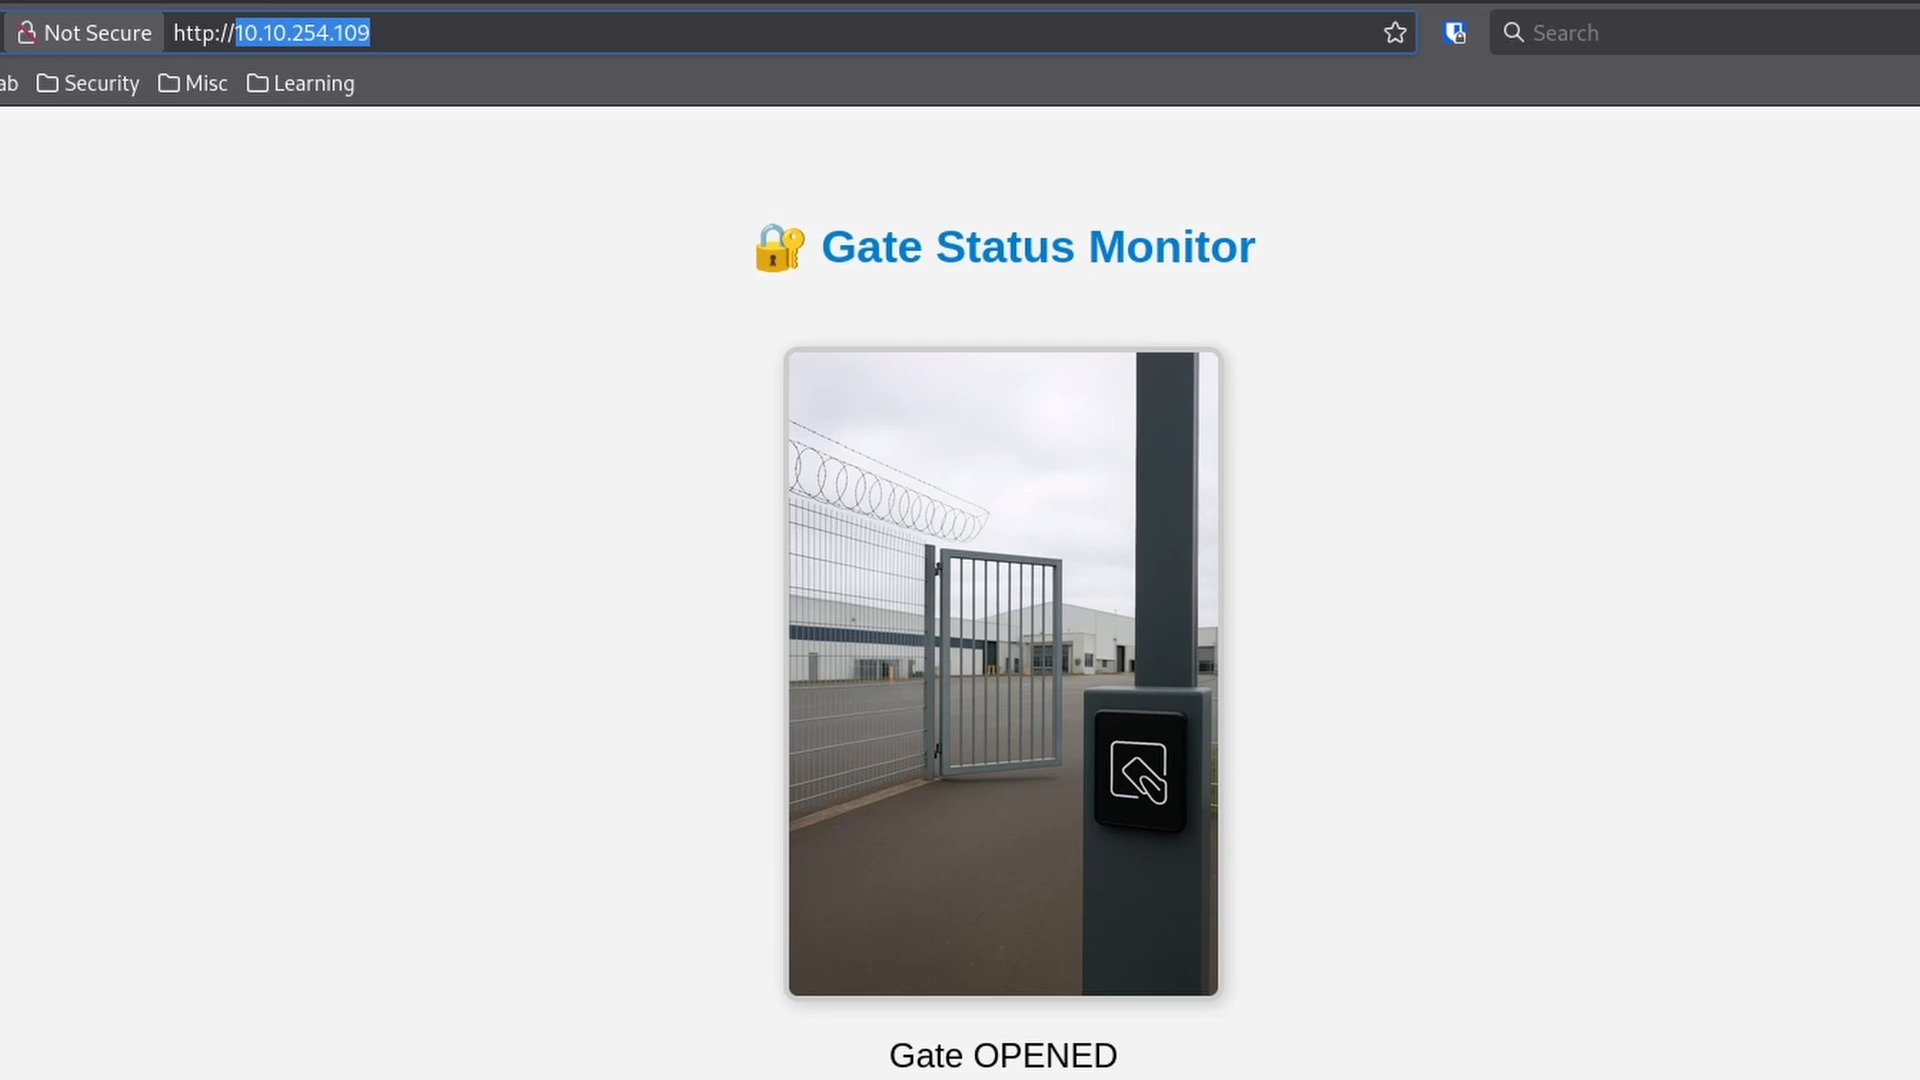 Not Secure http://10.10.254.109 Search
ab Security Misc Learning
Gate Status Monitor
Gate OPENED